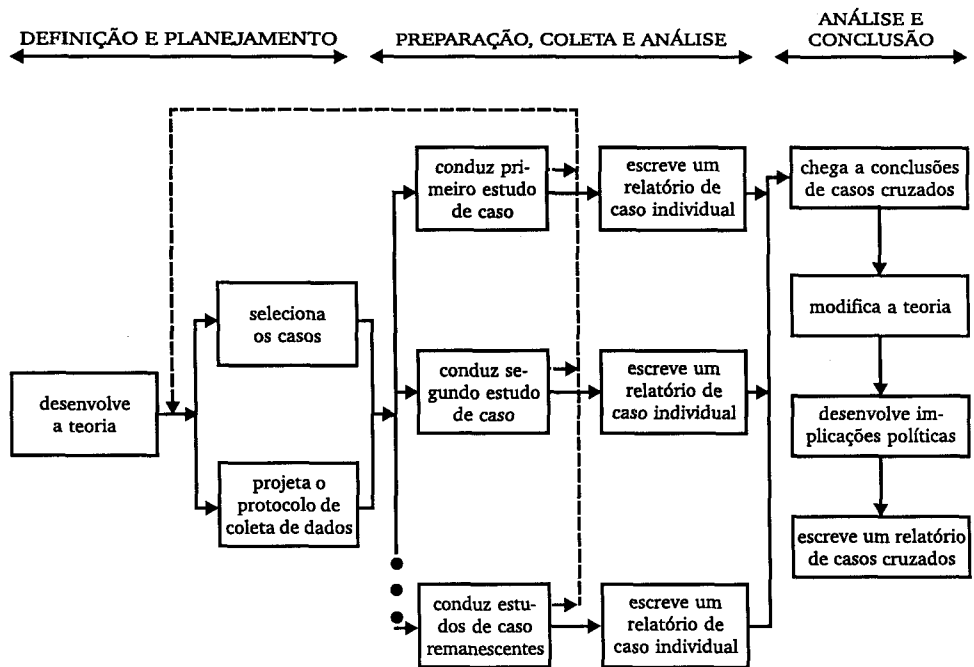 DEFINIÇÃO E PLANEJAMENTO
PREPARAÇÃO, COLETA E ANÁLISE
ANÁLISE E
CONCLUSÃO
desenvolve
a teoria
seleciona
os casos
projeta o
protocolo de
coleta de dados
conduz pri-
meiro estudo
de caso
escreve um
relatório de
caso individual
conduz se-
gundo estudo
de caso
escreve um
relatório de
caso individual
conduz estu-
dos de caso
remanescentes
escreve um
relatório de
caso individual
chega a conclusões
de casos cruzados
modifica a teoria
desenvolve im-
plicações políticas
escreve um relatório
de casos cruzados